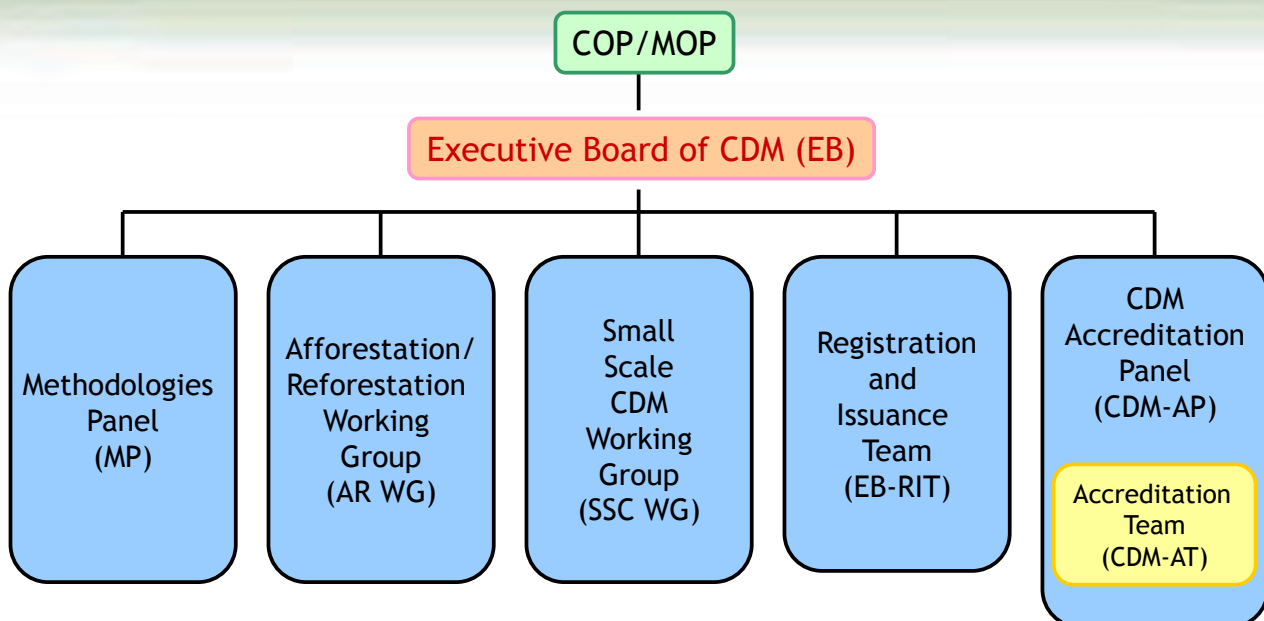 COP/MOP
Executive Board of CDM (EB)
Methodologies
Panel
(MP)
Afforestation/
Reforestation
Working
Group
(AR WG)
Small
Scale
CDM
Working
Group
(SSC WG)
Registration
and
Issuance
Team
(EB-RIT)
CDM
Accreditation
Panel
(CDM-AP)
Accreditation
Team
(CDM-AT)